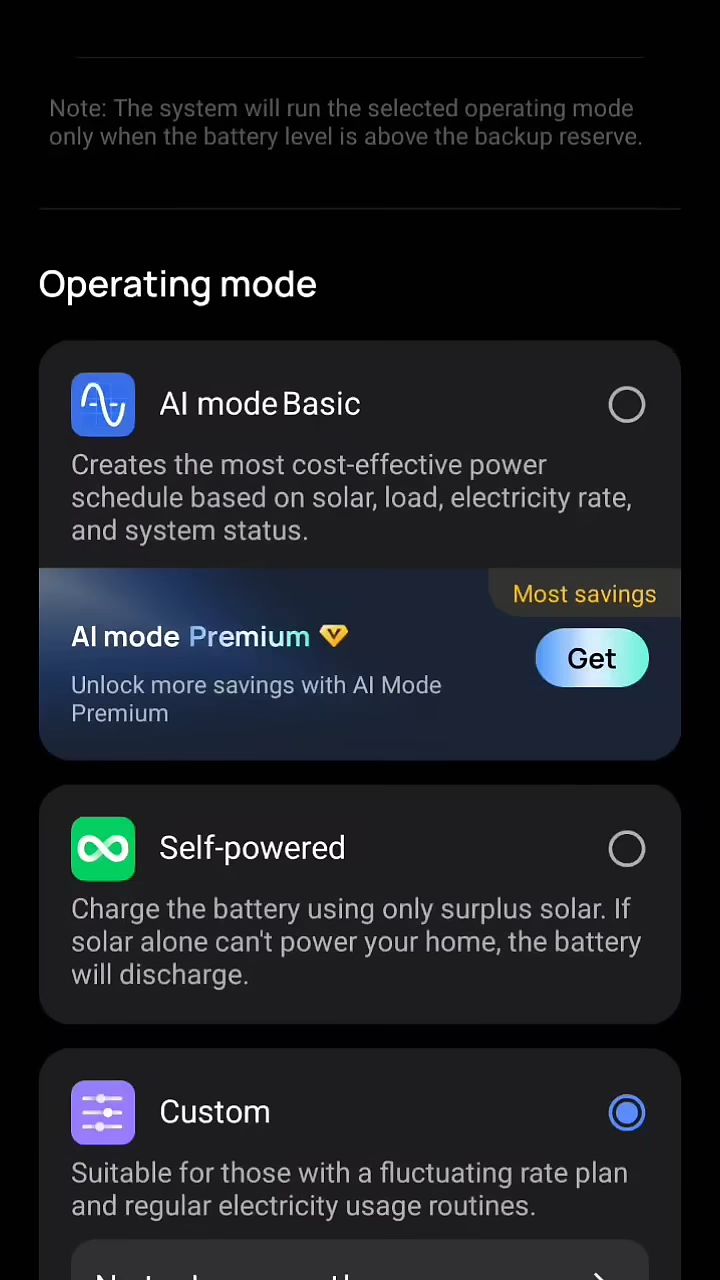 Note: The system will run the selected operating mode
only when the battery level is above the backup reserve.
Operating mode
AI mode Basic
Creates the most cost-effective power
schedule based on solar, load, electricity rate,
and system status.
Most savings
AI mode Premium
Get
Unlock more savings with AI Mode
Premium
Self-powered
Charge the battery using only surplus solar. If
solar alone can't power your home, the battery
will discharge.
Custom
Suitable for those with a fluctuating rate plan
and regular electricity usage routines.